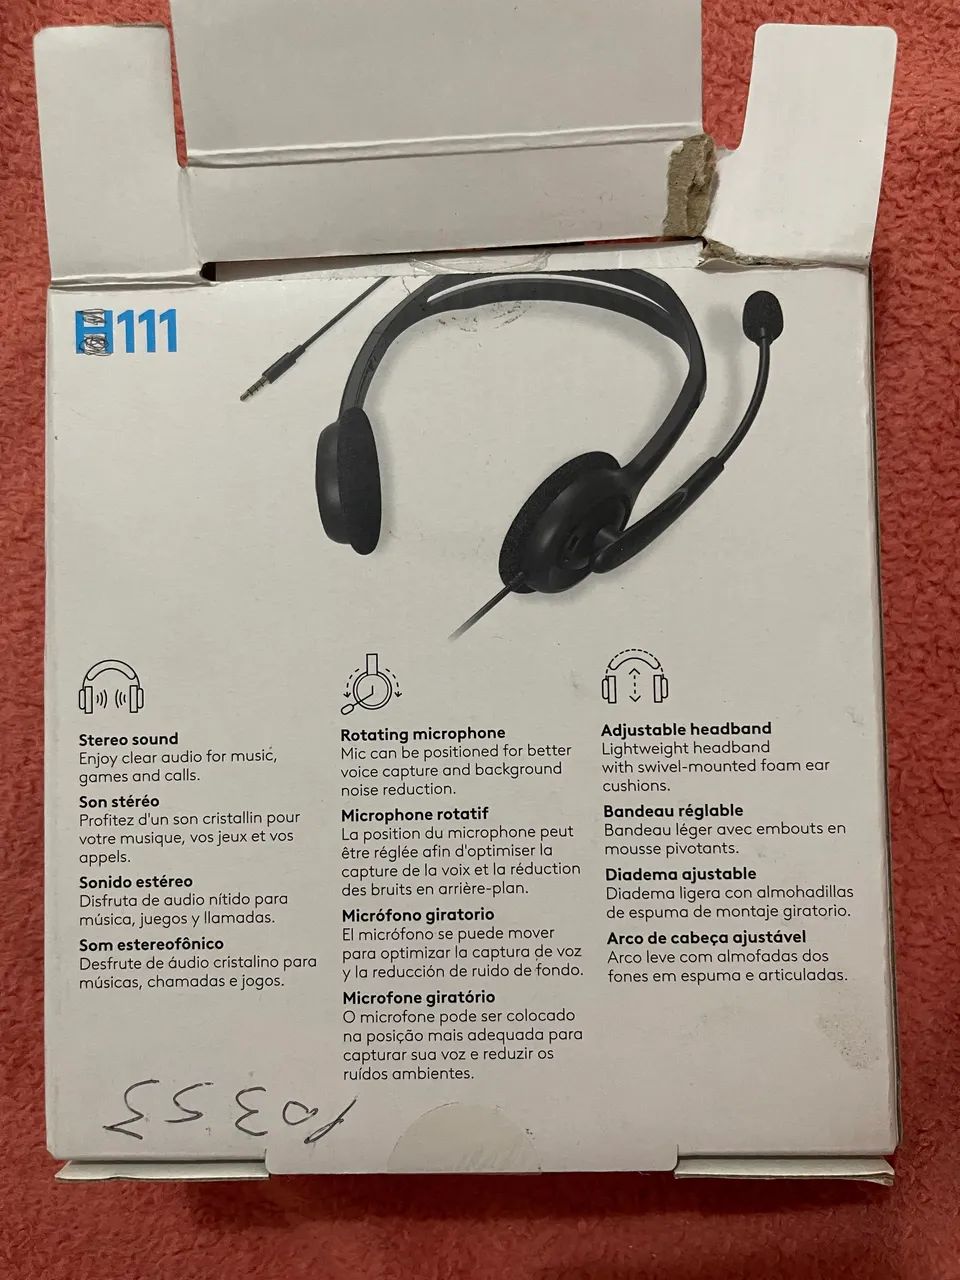 H111
Stereo sound
Enjoy clear audio for music,
games and calls.
Son stéréo
Profitez d'un son cristallin pour
votre musique, vos jeux et vos
appels.
Sonido estéreo
Disfruta de audio nítido para
música, juegos y llamadas.
Som estereofônico
Desfrute de áudio cristalino para
músicas, chamadas e jogos.
Rotating microphone
Mic can be positioned for better
voice capture and background
noise reduction.
Microphone rotatif
La position du microphone peut
être réglée afin d'optimiser la
capture de la voix et la réduction
des bruits en arrière-plan.
Micrófono giratorio
El micrófono se puede mover
para optimizar la captura de voz
y la reducción de ruido de fondo.
Microfone giratório
O microfone pode ser colocado
na posição mais adequada para
capturar sua voz e reduzir os
ruídos ambientes.
Adjustable headband
Lightweight headband
with swivel-mounted foam ear
cushions.
Bandeau réglable
Bandeau léger avec embouts en
mousse pivotants.
Diadema ajustable
Diadema ligera con almohadillas
de espuma de montaje giratorio.
Arco de cabeça ajustável
Arco leve com almofadas dos
fones em espuma e articuladas.